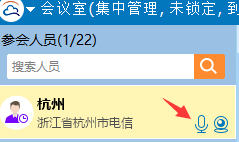 会议室(集中管理, 未锁定, 到
参会人员(1/22)
搜索人员
杭州
浙江省杭州市电信